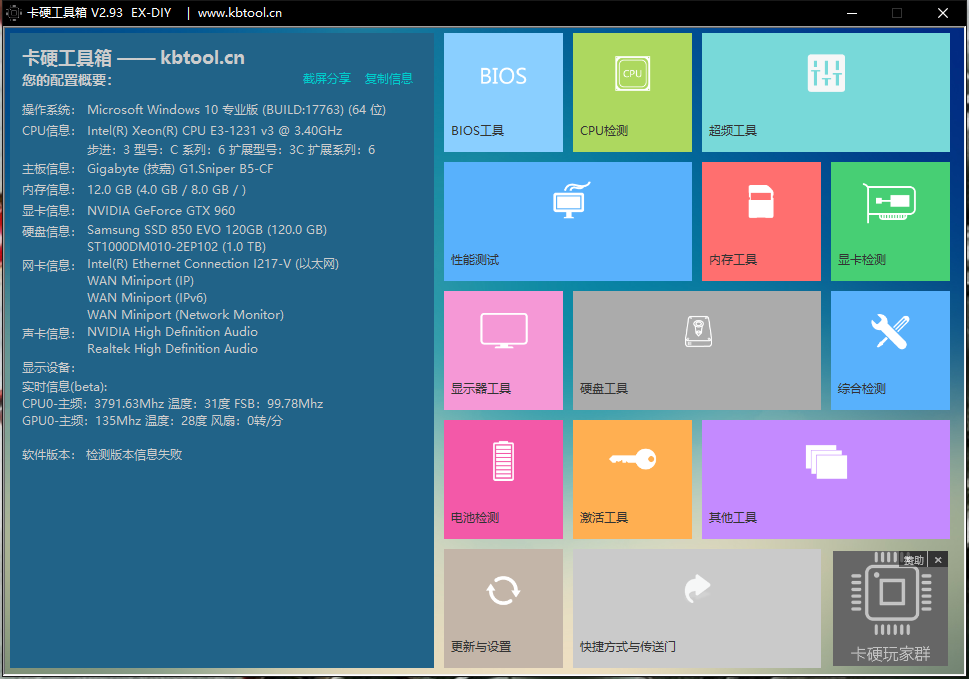 卡硬工具箱 V2.93 EX-DIY | www.kbtool.cn
卡硬工具箱 —— kbtool.cn
您的配置概要: 截屏分享 复制信息
操作系统: Microsoft Windows 10 专业版 (BUILD:17763) (64 位)
CPU信息: Intel(R) Xeon(R) CPU E3-1231 v3 @ 3.40GHz
步进：3 型号：C 系列：6 扩展型号：3C 扩展系列：6
主板信息: Gigabyte (技嘉) G1.Sniper B5-CF
内存信息: 12.0 GB (4.0 GB / 8.0 GB / )
显卡信息: NVIDIA GeForce GTX 960
硬盘信息: Samsung SSD 850 EVO 120GB (120.0 GB)
ST1000DM010-2EP102 (1.0 TB)
网卡信息: Intel(R) Ethernet Connection I217-V (以太网)
WAN Miniport (IP)
WAN Miniport (IPv6)
WAN Miniport (Network Monitor)
声卡信息: NVIDIA High Definition Audio
Realtek High Definition Audio
显示设备:
实时信息(beta):
CPU0-主频：3791.63Mhz 温度：31度 FSB：99.78Mhz
GPU0-主频：135Mhz 温度：28度 风扇：0转/分
软件版本: 检测版本信息失败
BIOS
BIOS工具
CPU
CPU检测
超频工具
性能测试
内存工具
显卡检测
显示器工具
硬盘工具
综合检测
电池检测
激活工具
其他工具
更新与设置
快捷方式与传送门
赞助 ×
卡硬玩家群